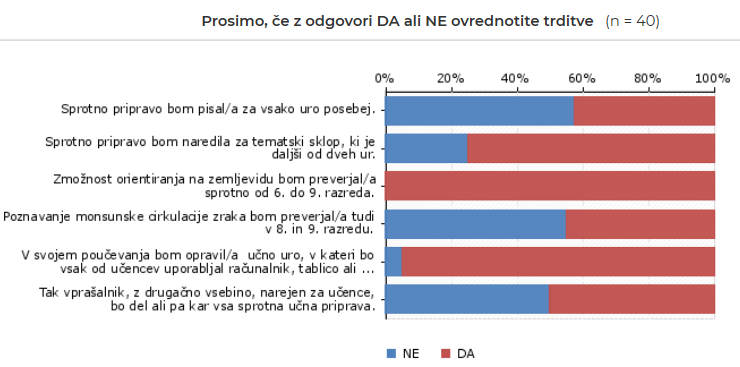 Prosimo, če z odgovori DA ali NE ovrednotite trditve (n = 40)
0% 20% 40% 60% 80% 100%
Sprotno pripravo bom pisal/a za vsako uro posebej.
Sprotno pripravo bom naredila za tematski sklop, ki je
daljši od dveh ur.
Zmožnost orientiranja na zemljevidu bom preverjal/a
sprotno od 6. do 9. razreda.
Poznavanje monsunske cirkulacije zraka bom preverjal/a tudi
v 8. in 9. razredu.
V svojem poučevanja bom opravil/a učno uro, v kateri bo
vsak od učencev uporabljal računalnik, tablico ali ...
Tak vprašalnik, z drugačno vsebino, narejen za učence,
bo del ali pa kar vsa sprotna učna priprava.
NE DA